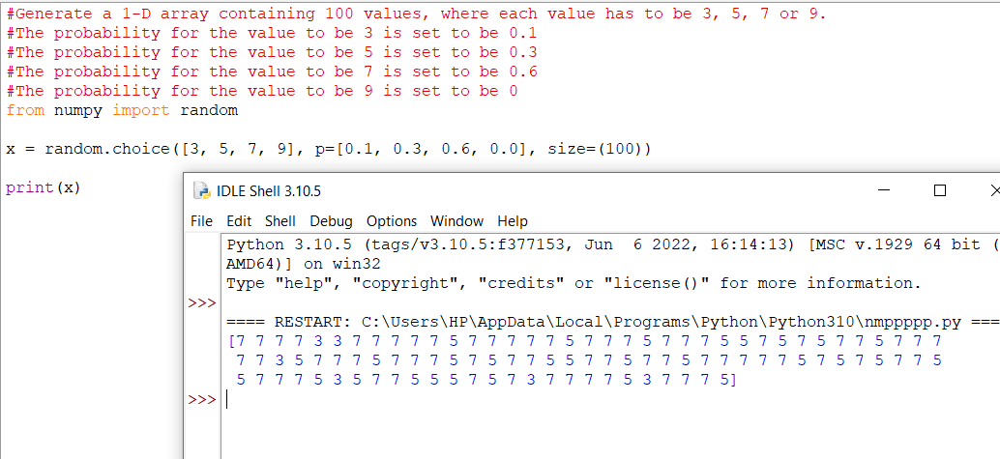 #Generate a 1-D array containing 100 values, where each value has to be 3, 5, 7 or 9.
#The probability for the value to be 3 is set to be 0.1
#The probability for the value to be 5 is set to be 0.3
#The probability for the value to be 7 is set to be 0.6
#The probability for the value to be 9 is set to be 0
from numpy import random
x = random.choice([3, 5, 7, 9], p=[0.1, 0.3, 0.6, 0.0], size=(100))
print(x)
IDLE Shell 3.10.5
File Edit Shell Debug Options Window Help
Python 3.10.5 (tags/v3.10.5:f377153, Jun  6 2022, 16:14:13) [MSC v.1929 64 bit (
AMD64)] on win32
Type "help", "copyright", "credits" or "license()" for more information.
>>>
==== RESTART: C:\Users\HP\AppData\Local\Programs\Python\Python310\nmppppp.py ===
[7 7 7 7 3 3 7 7 7 7 7 5 7 7 7 7 7 5 7 7 7 5 7 7 7 5 5 7 5 7 5 7 7 5 7 7 7
 7 7 3 5 7 7 7 5 7 7 7 5 7 5 7 7 5 5 7 7 5 7 7 5 7 7 7 7 7 5 7 5 7 5 7 7 5
 5 7 7 7 5 3 5 7 7 5 5 5 7 5 7 3 7 7 7 7 5 3 7 7 7 5]
>>>